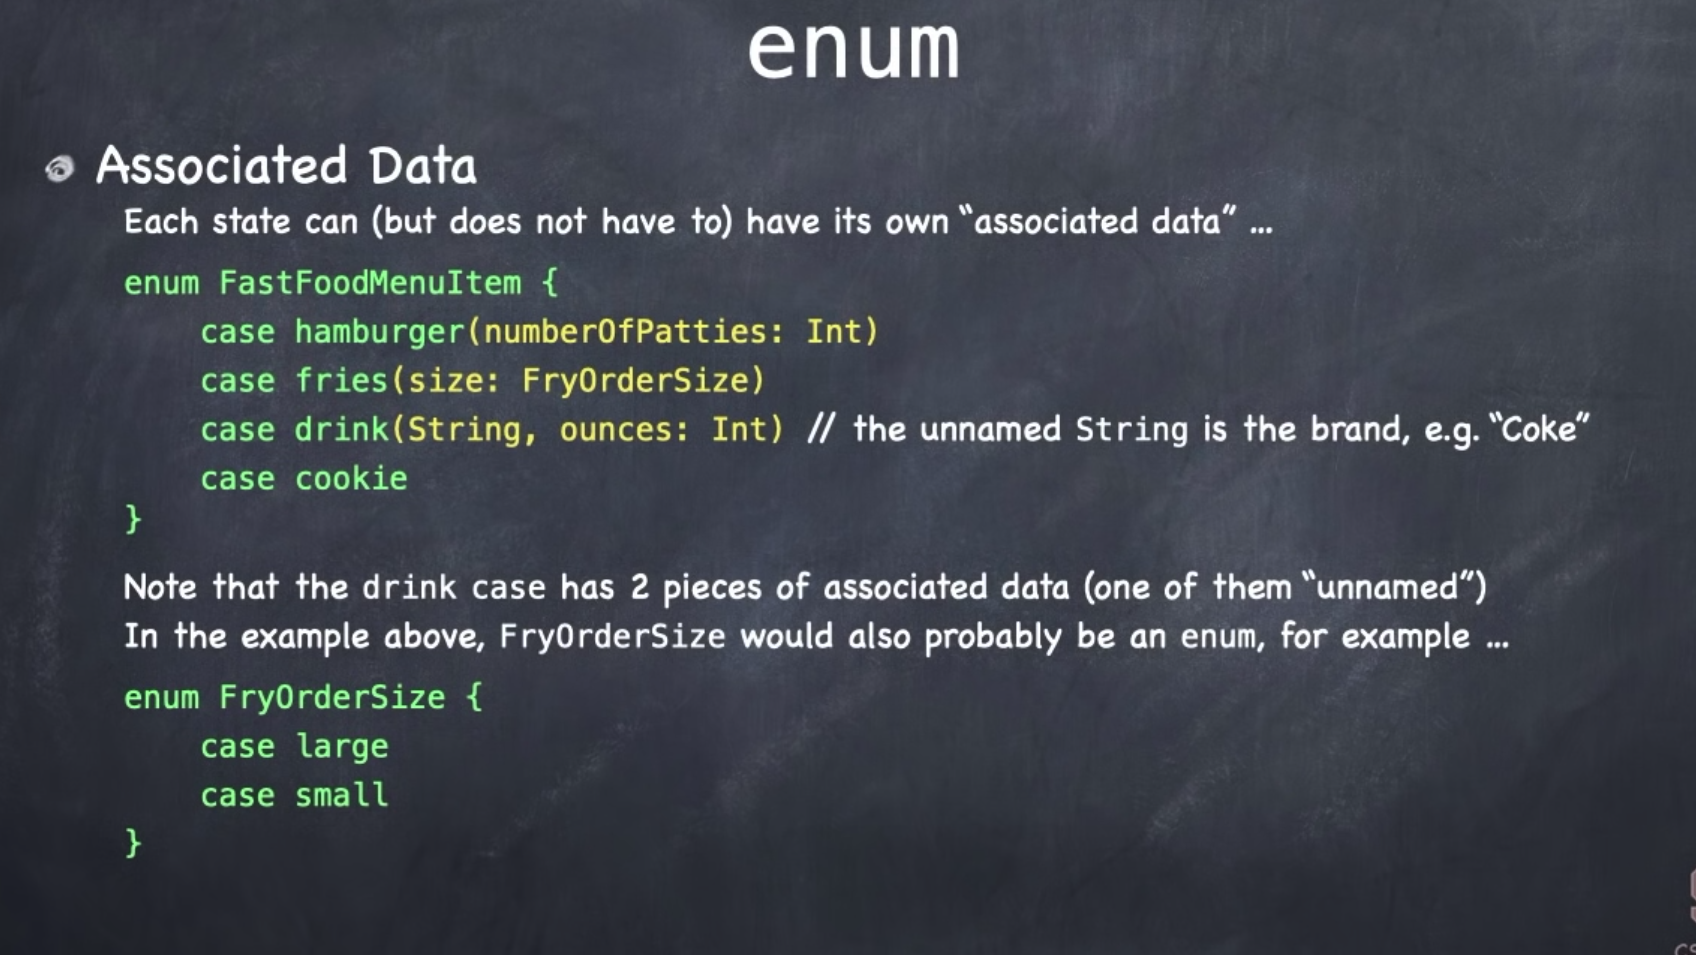 enum
Associated Data
Each state can (but does not have to) have its own “associated data” ...
enum FastFoodMenuItem {
    case hamburger(numberOfPatties: Int)
    case fries(size: FryOrderSize)
    case drink(String, ounces: Int) // the unnamed String is the brand, e.g. “Coke”
    case cookie
}
Note that the drink case has 2 pieces of associated data (one of them “unnamed”)
In the example above, FryOrderSize would also probably be an enum, for example ...
enum FryOrderSize {
    case large
    case small
}